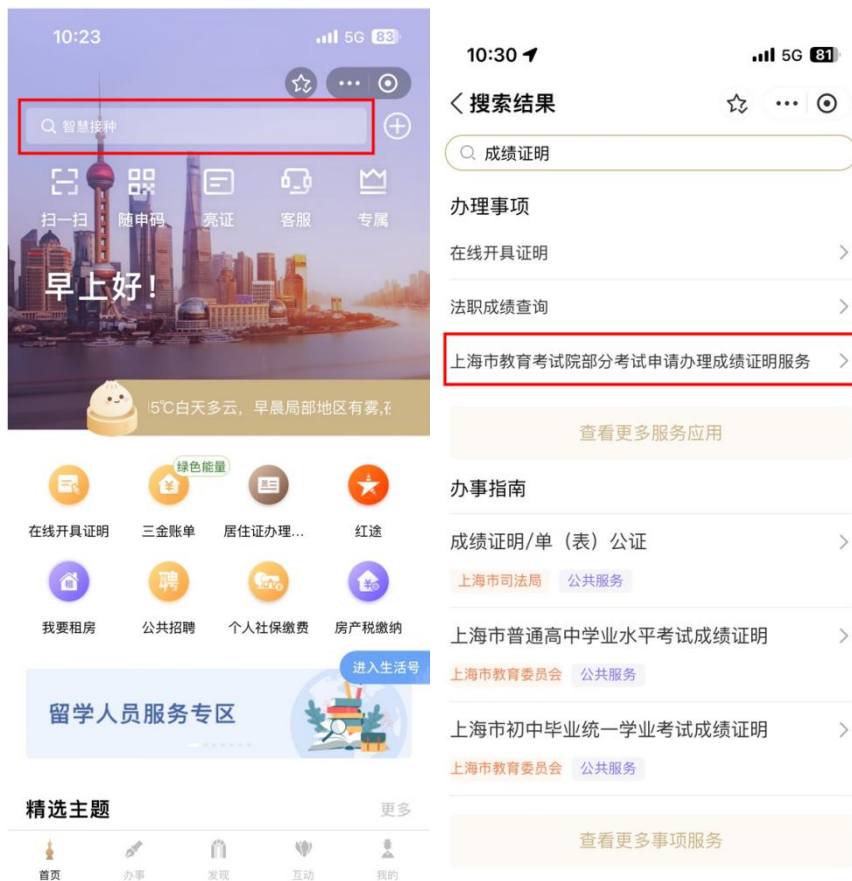 10:23
5G 83
智慧接种
扫一扫 随申码 亮证 客服 专属
早上好!
5℃白天多云，早晨局部地区有雾,在
绿色能量
在线开具证明 三金账单 居住证办理... 红途
租 聘
我要租房 公共招聘 个人社保缴费 房产税缴纳
进入生活号
留学人员服务专区
精选主题 更多
首页 办事 发现 互动 我的
10:30
5G 81
搜索结果
成绩证明
办理事项
在线开具证明
法职成绩查询
上海市教育考试院部分考试申请办理成绩证明服务
查看更多服务应用
办事指南
成绩证明/单（表）公证
上海市司法局 公共服务
上海市普通高中学业水平考试成绩证明
上海市教育委员会 公共服务
上海市初中毕业统一学业考试成绩证明
上海市教育委员会 公共服务
查看更多事项服务